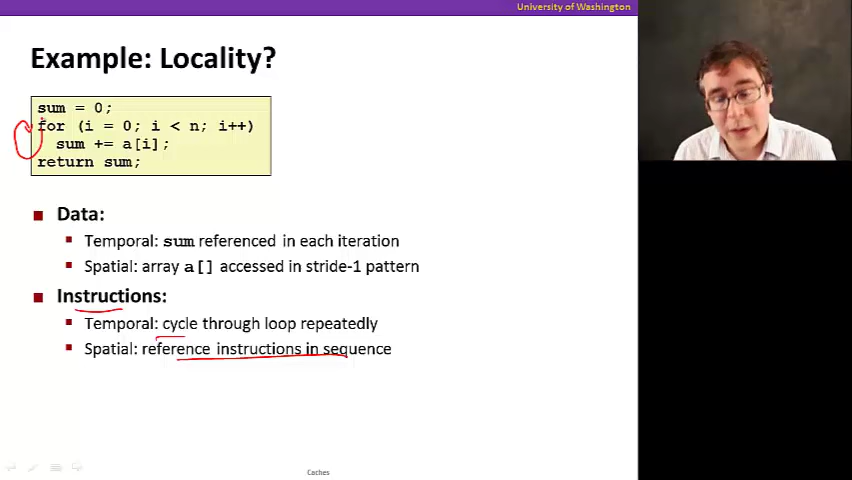 University of Washington
Example: Locality?
sum = 0;
for (i = 0; i < n; i++)
sum += a[i];
return sum;
Data:
Temporal: sum referenced in each iteration
Spatial: array a[] accessed in stride-1 pattern
Instructions:
Temporal: cycle through loop repeatedly
Spatial: reference instructions in sequence
Caches